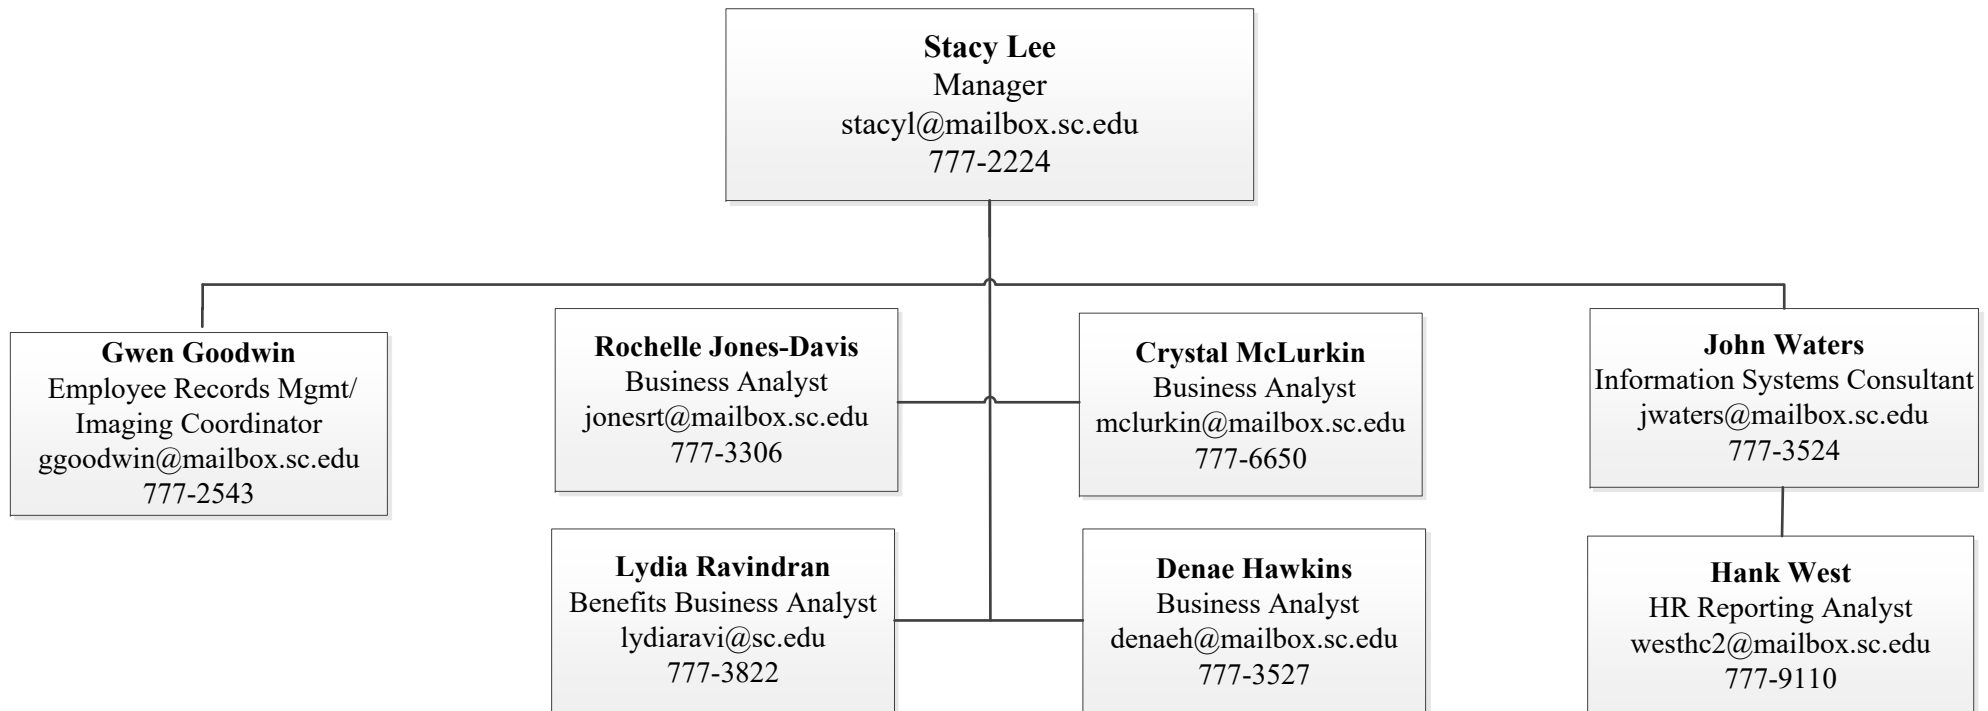 Stacy Lee
Manager
stacyl@mailbox.sc.edu
777-2224
Gwen Goodwin
Employee Records Mgmt/
Imaging Coordinator
ggoodwin@mailbox.sc.edu
777-2543
Rochelle Jones-Davis
Business Analyst
jonesrt@mailbox.sc.edu
777-3306
Crystal McLurkin
Business Analyst
mclurkin@mailbox.sc.edu
777-6650
John Waters
Information Systems Consultant
jwaters@mailbox.sc.edu
777-3524
Lydia Ravindran
Benefits Business Analyst
lydiaravi@sc.edu
777-3822
Denae Hawkins
Business Analyst
denaeh@mailbox.sc.edu
777-3527
Hank West
HR Reporting Analyst
westhc2@mailbox.sc.edu
777-9110